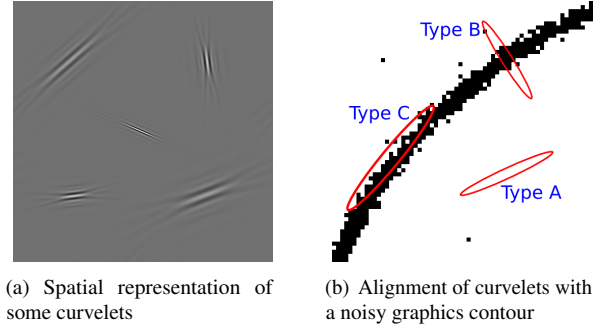 Type B
Type C
Type A
(a) Spatial representation of
some curvelets
(b) Alignment of curvelets with
a noisy graphics contour